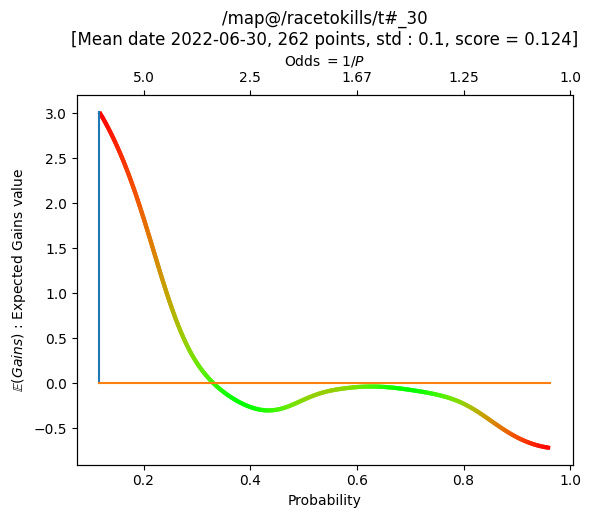 /map@/racetokills/t#_30
[Mean date 2022-06-30, 262 points, std : 0.1, score = 0.124]
Odds = 1/P
5.0 2.5 1.67 1.25 1.0
3.0
2.5
2.0
1.5
1.0
0.5
0.0
−0.5
𝔼(Gains) : Expected Gains value
0.2 0.4 0.6 0.8 1.0
Probability